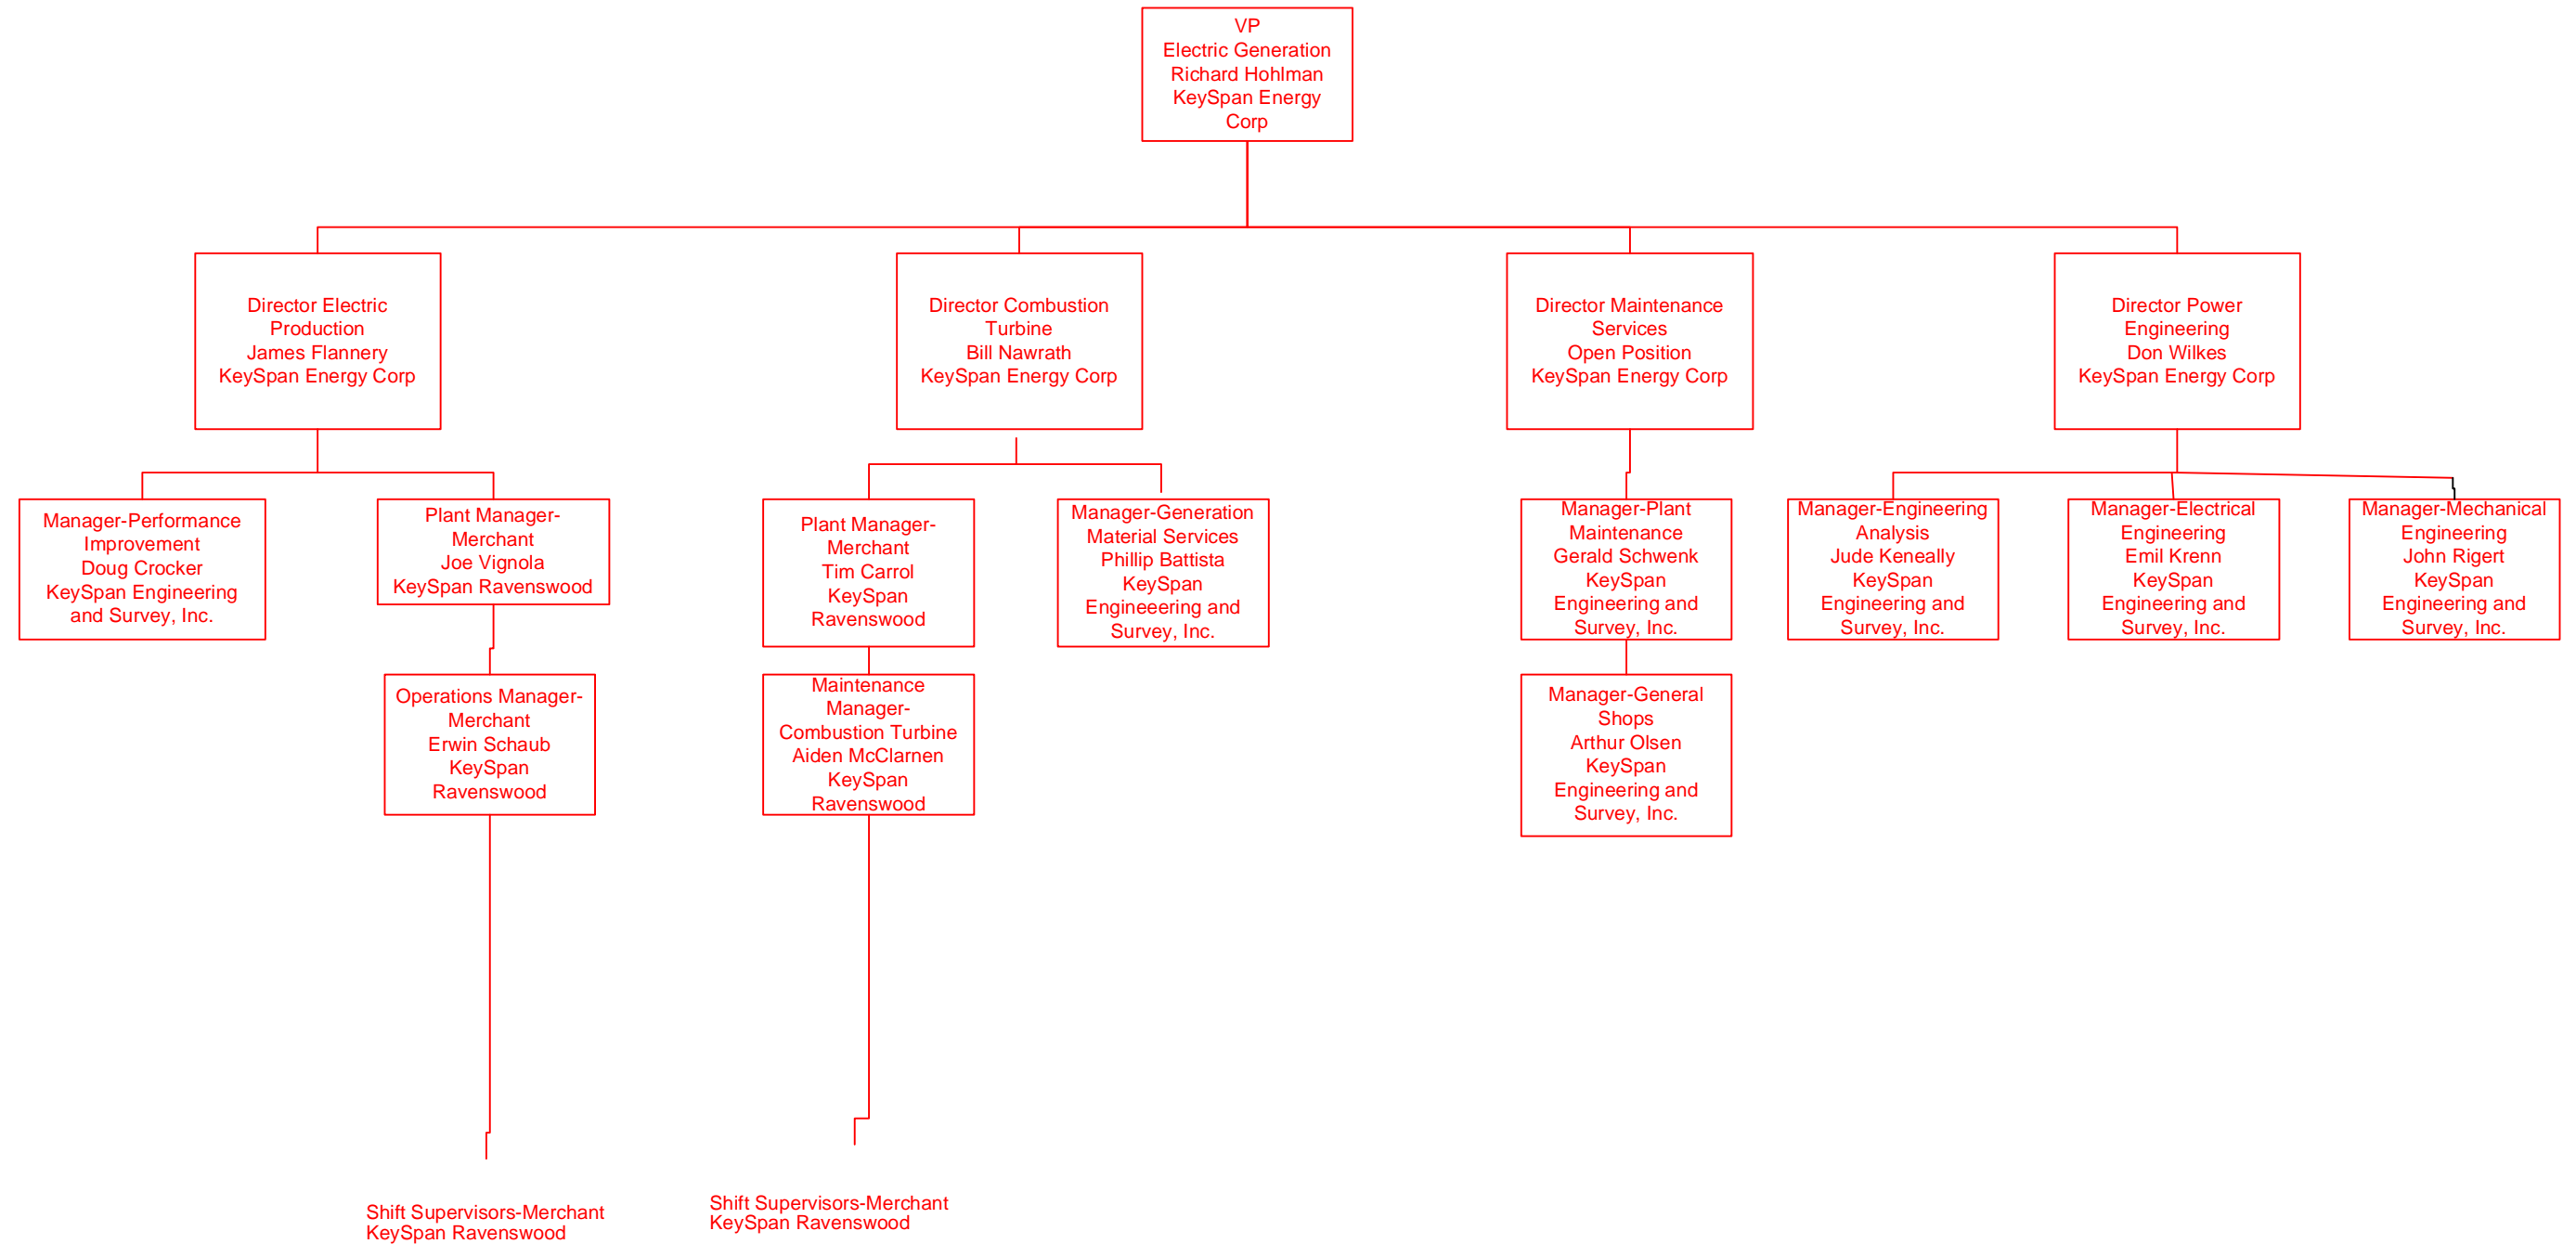 VP
Electric Generation
Richard Hohlman
KeySpan Energy
Corp
Director Electric
Production
James Flannery
KeySpan Energy Corp
Director Combustion
Turbine
Bill Nawrath
KeySpan Energy Corp
Director Maintenance
Services
Open Position
KeySpan Energy Corp
Director Power
Engineering
Don Wilkes
KeySpan Energy Corp
Manager-Performance
Improvement
Doug Crocker
KeySpan Engineering
and Survey, Inc.
Plant Manager-
Merchant
Joe Vignola
KeySpan Ravenswood
Plant Manager-
Merchant
Tim Carrol
KeySpan
Ravenswood
Manager-Generation
Material Services
Phillip Battista
KeySpan
Engineeering and
Survey, Inc.
Manager-Plant
Maintenance
Gerald Schwenk
KeySpan
Engineering and
Survey, Inc.
Manager-Engineering
Analysis
Jude Keneally
KeySpan
Engineering and
Survey, Inc.
Manager-Electrical
Engineering
Emil Krenn
KeySpan
Engineering and
Survey, Inc.
Manager-Mechanical
Engineering
John Rigert
KeySpan
Engineering and
Survey, Inc.
Operations Manager-
Merchant
Erwin Schaub
KeySpan
Ravenswood
Maintenance
Manager-
Combustion Turbine
Aiden McClarnen
KeySpan
Ravenswood
Manager-General
Shops
Arthur Olsen
KeySpan
Engineering and
Survey, Inc.
Shift Supervisors-Merchant
KeySpan Ravenswood
Shift Supervisors-Merchant
KeySpan Ravenswood